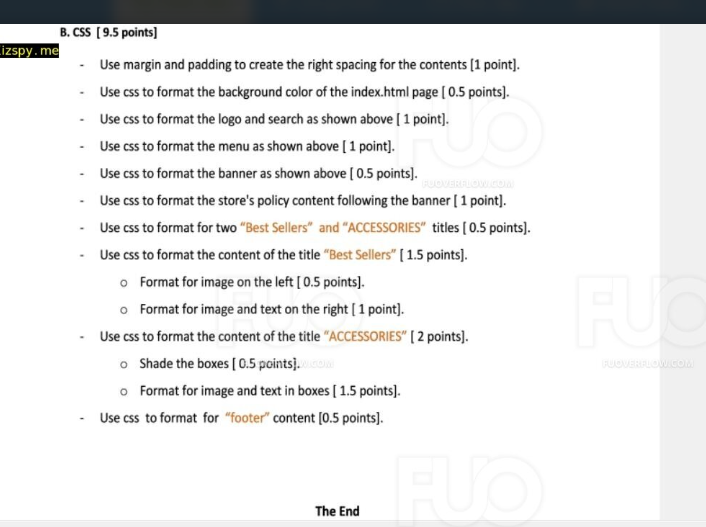 B. CSS [ 9.5 points]
izspy.me
- Use margin and padding to create the right spacing for the contents [1 point].
- Use css to format the background color of the index.html page [ 0.5 points].
- Use css to format the logo and search as shown above [ 1 point].
- Use css to format the menu as shown above [ 1 point].
- Use css to format the banner as shown above [ 0.5 points].
FUOVERFLOW.COM
- Use css to format the store's policy content following the banner [ 1 point].
- Use css to format for two "Best Sellers" and "ACCESSORIES" titles [ 0.5 points].
- Use css to format the content of the title "Best Sellers" [ 1.5 points].
o Format for image on the left [ 0.5 points].
o Format for image and text on the right [ 1 point].
- Use css to format the content of the title "ACCESSORIES" [ 2 points].
o Shade the boxes [ 0.5 points].
FUOVERFLOW.COM
o Format for image and text in boxes [ 1.5 points].
- Use css to format for "footer" content [0.5 points].
The End
FUO
FUO
FUO
FUO